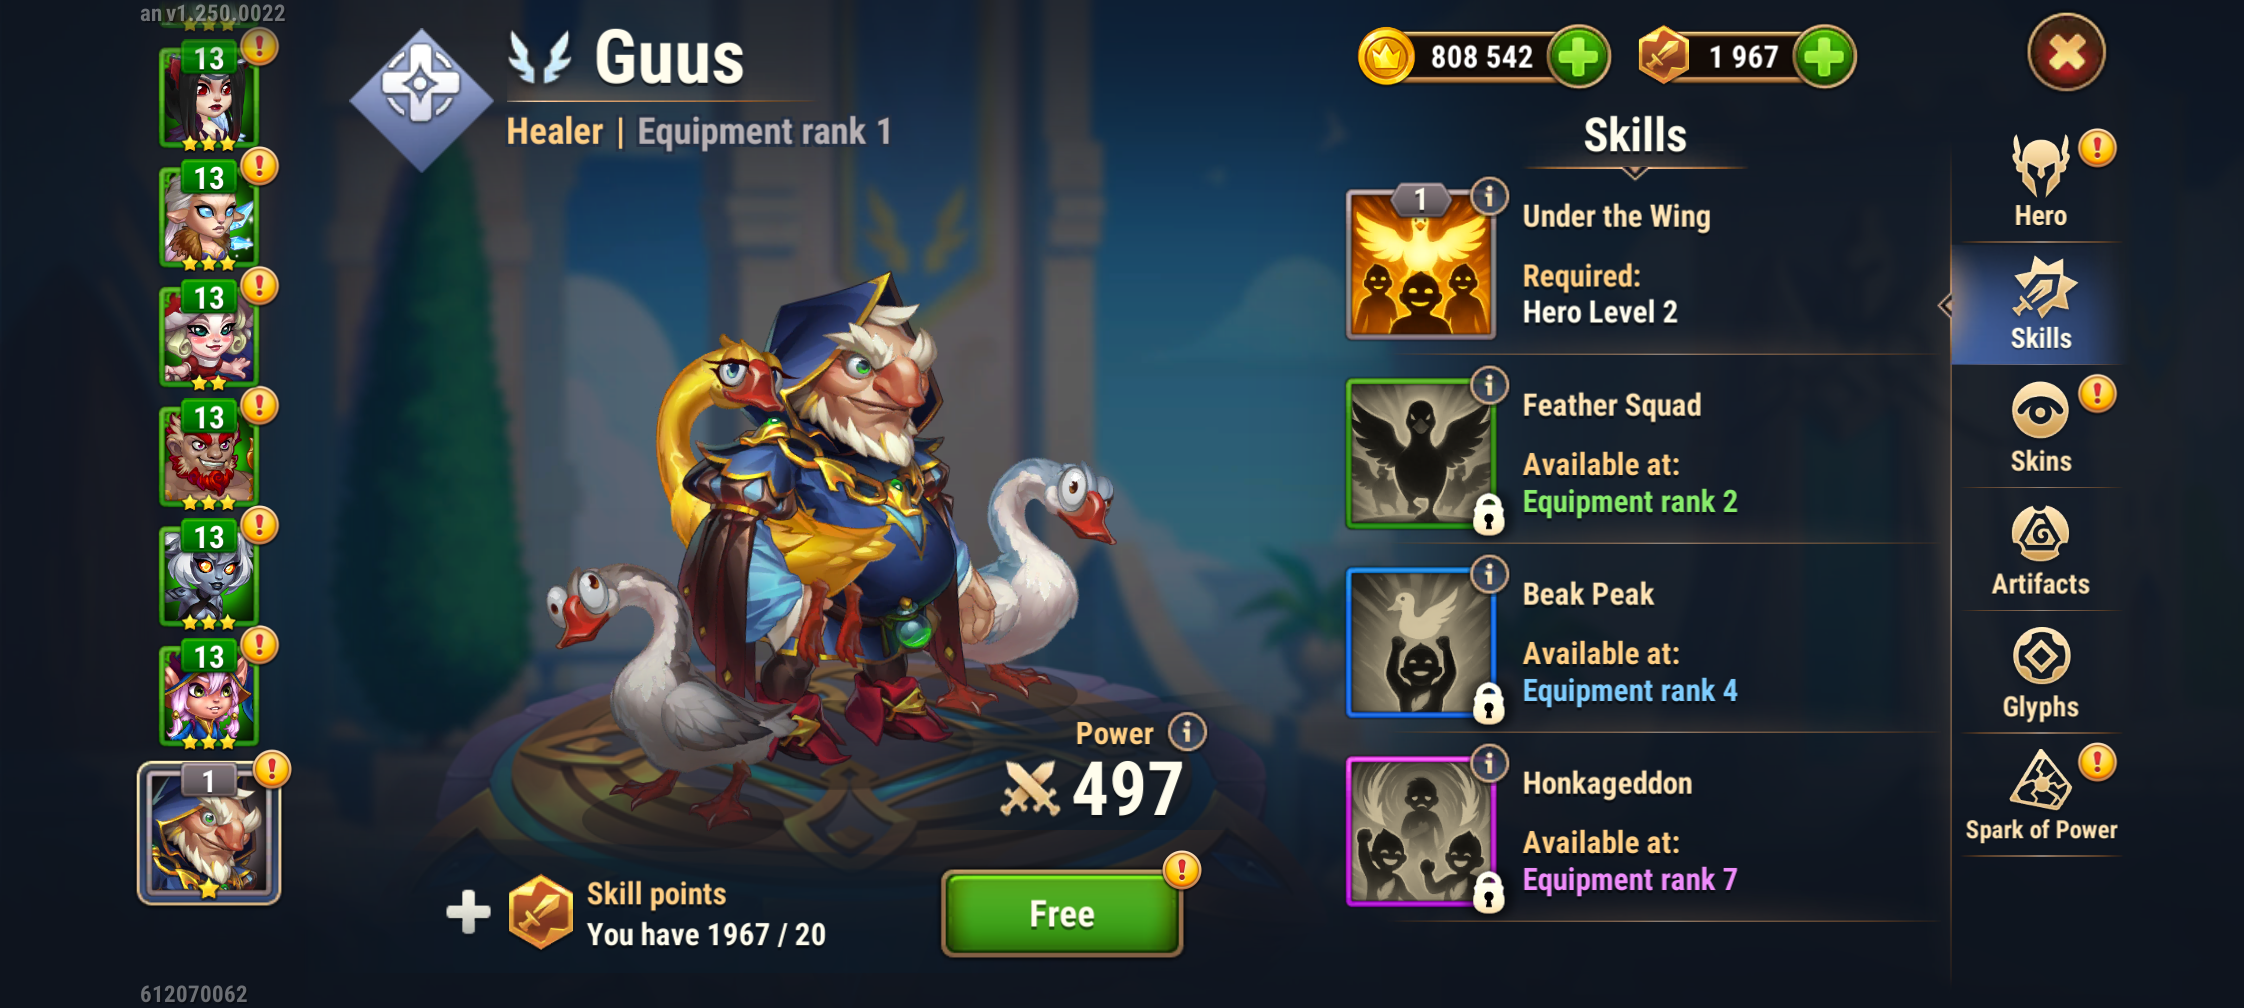 an v1.250.0022
13
13
13
13
13
13
1
612070062
Guus
Healer | Equipment rank 1
Power
497
Skill points
You have 1967 / 20
Free
808 542
1 967
Skills
1
Under the Wing
Required:
Hero Level 2
Feather Squad
Available at:
Equipment rank 2
Beak Peak
Available at:
Equipment rank 4
Honkageddon
Available at:
Equipment rank 7
Hero
Skills
Skins
Artifacts
Glyphs
Spark of Power